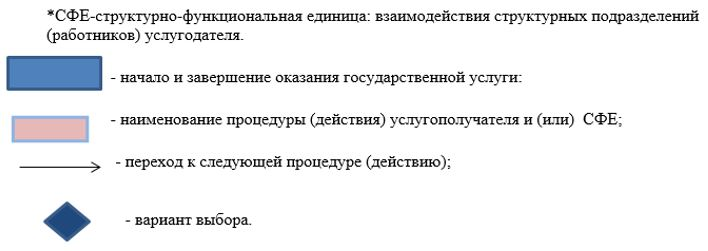 *СФЕ-структурно-функциональная единица: взаимодействия структурных подразделений
(работников) услугодателя.
- начало и завершение оказания государственной услуги:
- наименование процедуры (действия) услугополучателя и (или) СФЕ;
- переход к следующей процедуре (действию);
- вариант выбора.